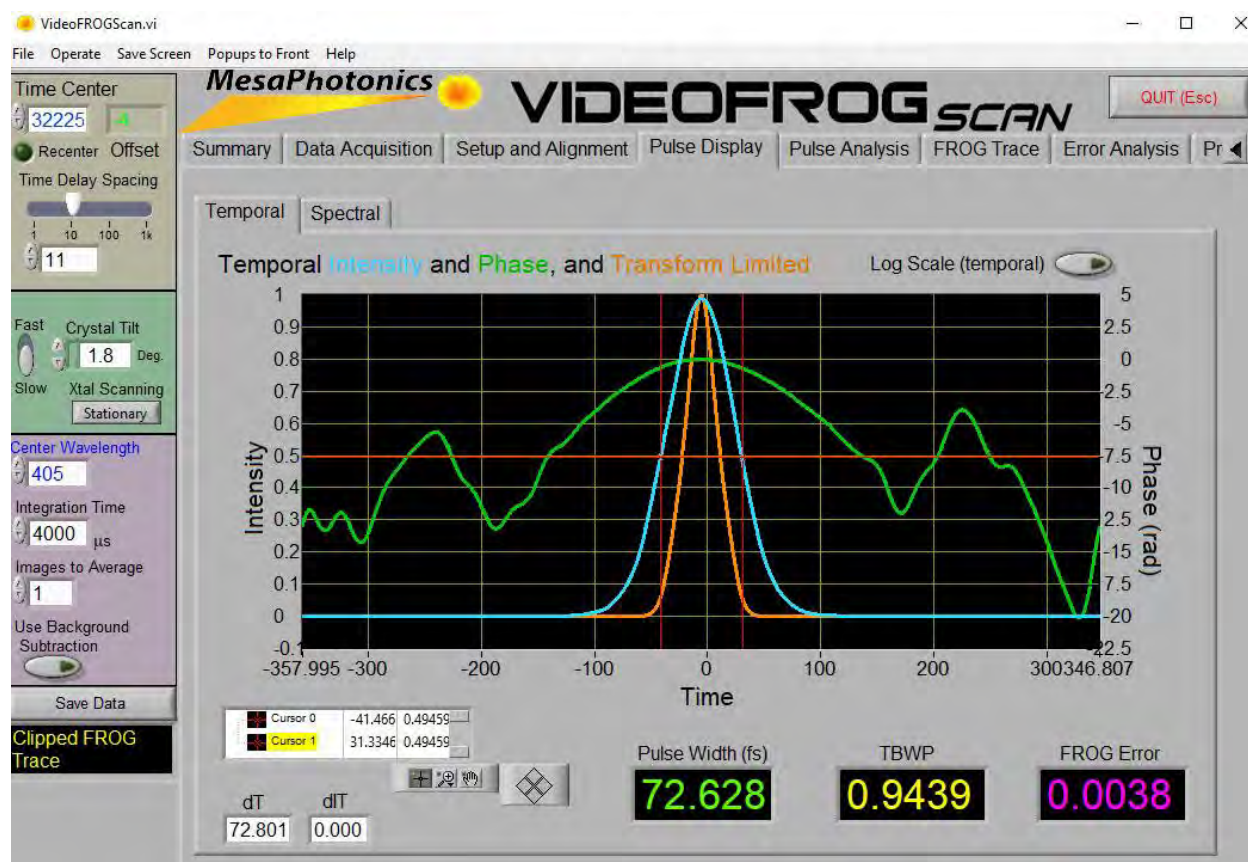 VideoFROGScan.vi
File Operate Save Screen Popups to Front Help
MesaPhotonics
VIDEOFROG SCAN
QUIT (Esc)
Time Center
32225 -4
Recenter Offset
Time Delay Spacing
1 10 100 1k
11
Fast Crystal Tilt
1.8 Deg.
Slow Xtal Scanning
Stationary
Center Wavelength
405
Integration Time
4000 µs
Images to Average
1
Use Background
Subtraction
Save Data
Clipped FROG
Trace
Summary Data Acquisition Setup and Alignment Pulse Display Pulse Analysis FROG Trace Error Analysis Pr
Temporal Spectral
Temporal Intensity and Phase, and Transform Limited
Log Scale (temporal)
1
0.9
0.8
0.7
0.6
0.5
0.4
0.3
0.2
0.1
0
-0.1
Intensity
5
2.5
0
-2.5
-5
-7.5
-10
2.5
-15
7.5
-20
22.5
Phase (rad)
-357.995 -300 -200 -100 0 100 200 300 346.807
Time
Cursor 0 -41.466 0.49459
Cursor 1 31.3346 0.49459
dT dIT
72.801 0.000
Pulse Width (fs) TBWP FROG Error
72.628 0.9439 0.0038